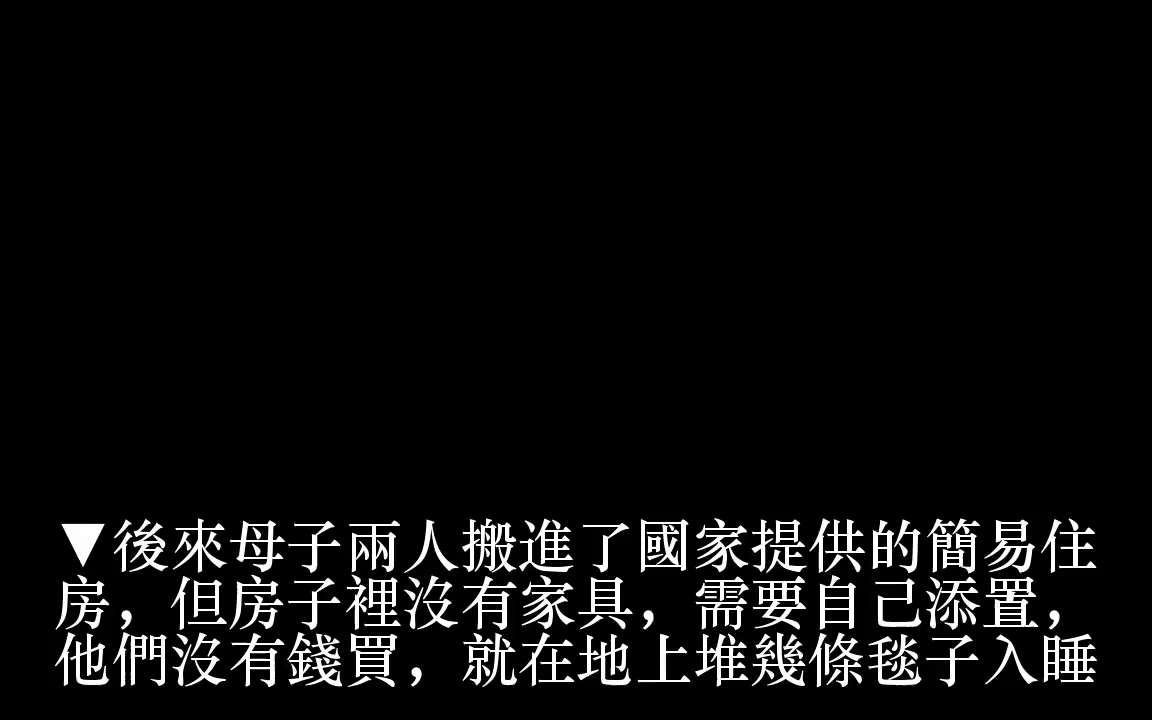 ▼後來母子兩人搬進了國家提供的簡易住
房，但房子裡沒有家具，需要自己添置，
他們沒有錢買，就在地上堆幾條毯子入睡